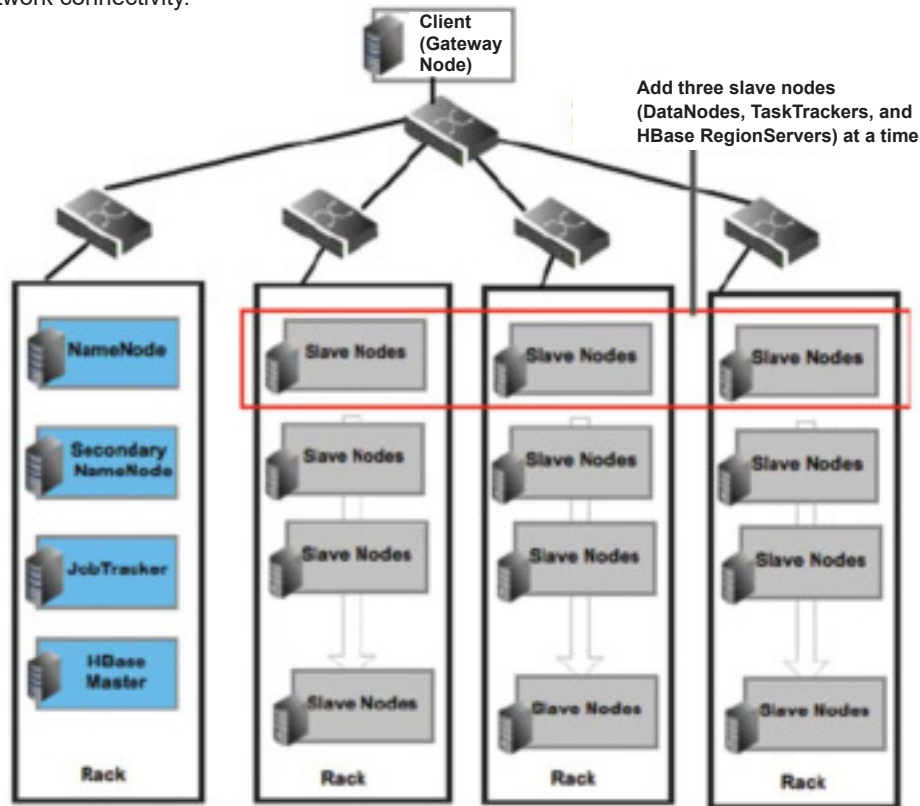 work connectivity.
Client
(Gateway
Node)
Add three slave nodes
(DataNodes, TaskTrackers, and
HBase RegionServers) at a time
NameNode
Secondary
NameNode
JobTracker
HBase
Master
Rack
Slave Nodes
Slave Nodes
Slave Nodes
Slave Nodes
Rack
Slave Nodes
Slave Nodes
Slave Nodes
Slave Nodes
Rack
Slave Nodes
Slave Nodes
Slave Nodes
Slave Nodes
Rack